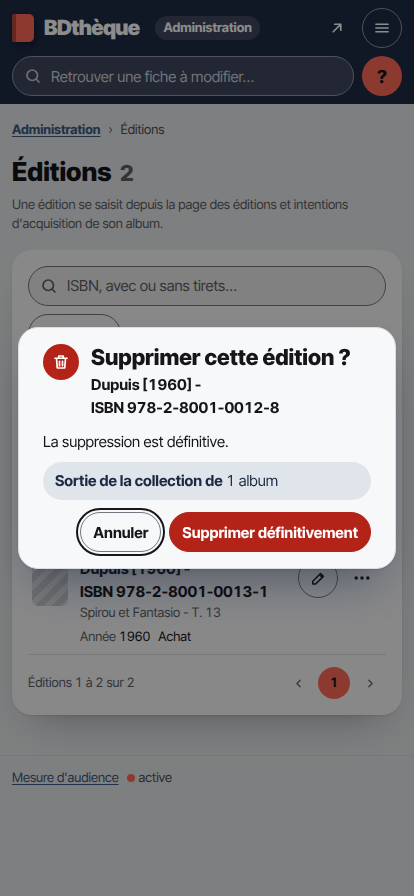 BDthèque Administration
Retrouver une fiche à modifier... ?
Administration › Éditions
Éditions 2
Une édition se saisit depuis la page des éditions et intentions
d'acquisition de son album.
ISBN, avec ou sans tirets...
Supprimer cette édition ?
Dupuis [1960] -
ISBN 978-2-8001-0012-8
La suppression est définitive.
Sortie de la collection de 1 album
Annuler Supprimer définitivement
Dupuis [1960] -
ISBN 978-2-8001-0013-1
Spirou et Fantasio - T. 13
Année 1960 Achat
Éditions 1 à 2 sur 2 ‹ 1 ›
Mesure d'audience active